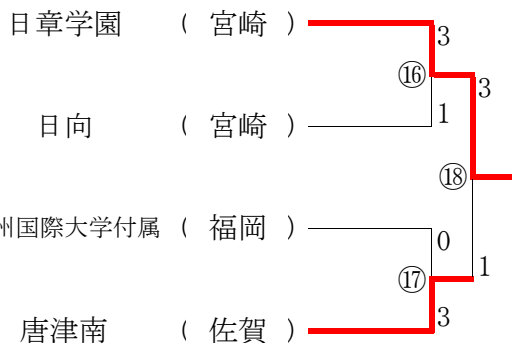 日章学園 ( 宮崎 )
3
⑯
3
日向 ( 宮崎 )
1
⑱
州国際大学付属 ( 福岡 )
0
⑰
1
唐津南 ( 佐賀 )
3